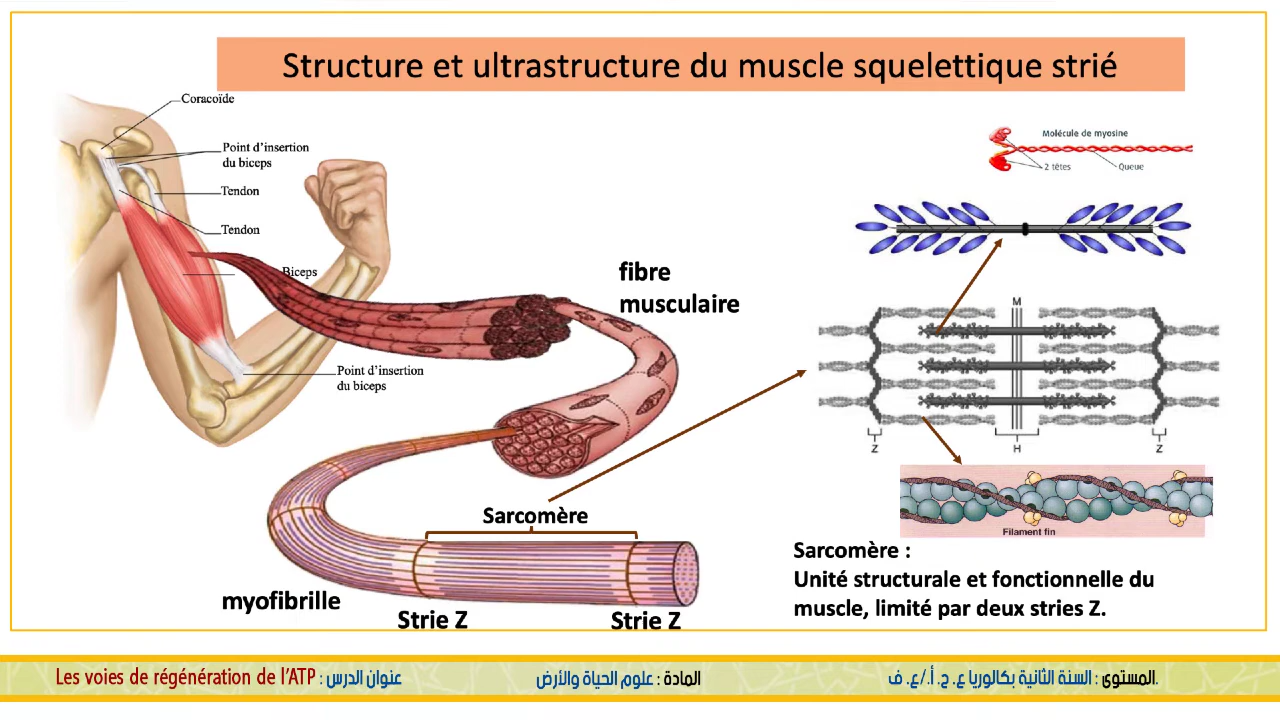 Structure et ultrastructure du muscle squelettique strié
Coracoïde
Point d'insertion
du biceps
Tendon
Tendon
Biceps
Point d'insertion
du biceps
fibre
musculaire
Sarcomère
myofibrille
Strie Z
Strie Z
Molécule de myosine
2 têtes
Queue
M
Z
H
Z
Filament fin
Sarcomère :
Unité structurale et fonctionnelle du
muscle, limité par deux stries Z.
المستوى : السنة الثانية بكالوريا ع. ح. أ./ع. ف.
المادة : علوم الحياة والأرض
عنوان الدرس : Les voies de régénération de l'ATP